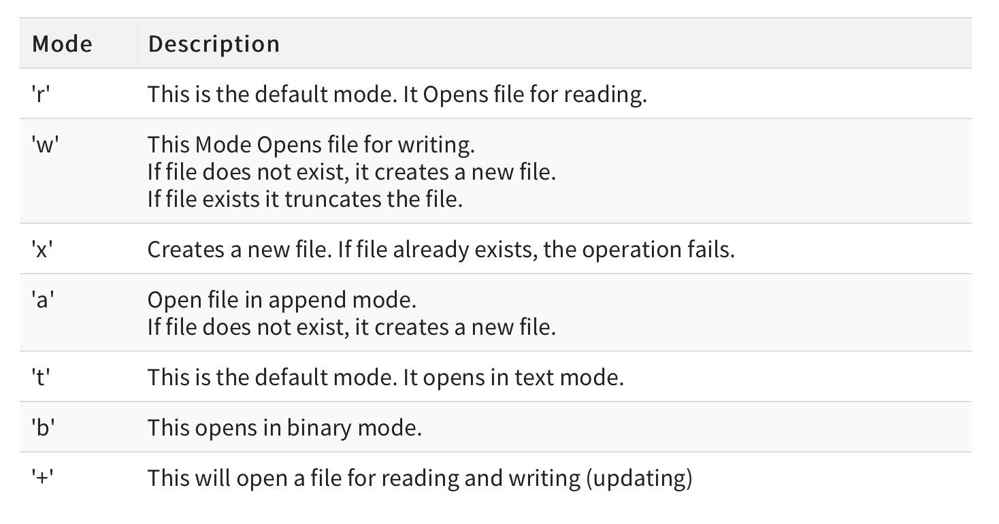 Mode Description
'r' This is the default mode. It Opens file for reading.
'w' This Mode Opens file for writing.
If file does not exist, it creates a new file.
If file exists it truncates the file.
'x' Creates a new file. If file already exists, the operation fails.
'a' Open file in append mode.
If file does not exist, it creates a new file.
't' This is the default mode. It opens in text mode.
'b' This opens in binary mode.
'+' This will open a file for reading and writing (updating)